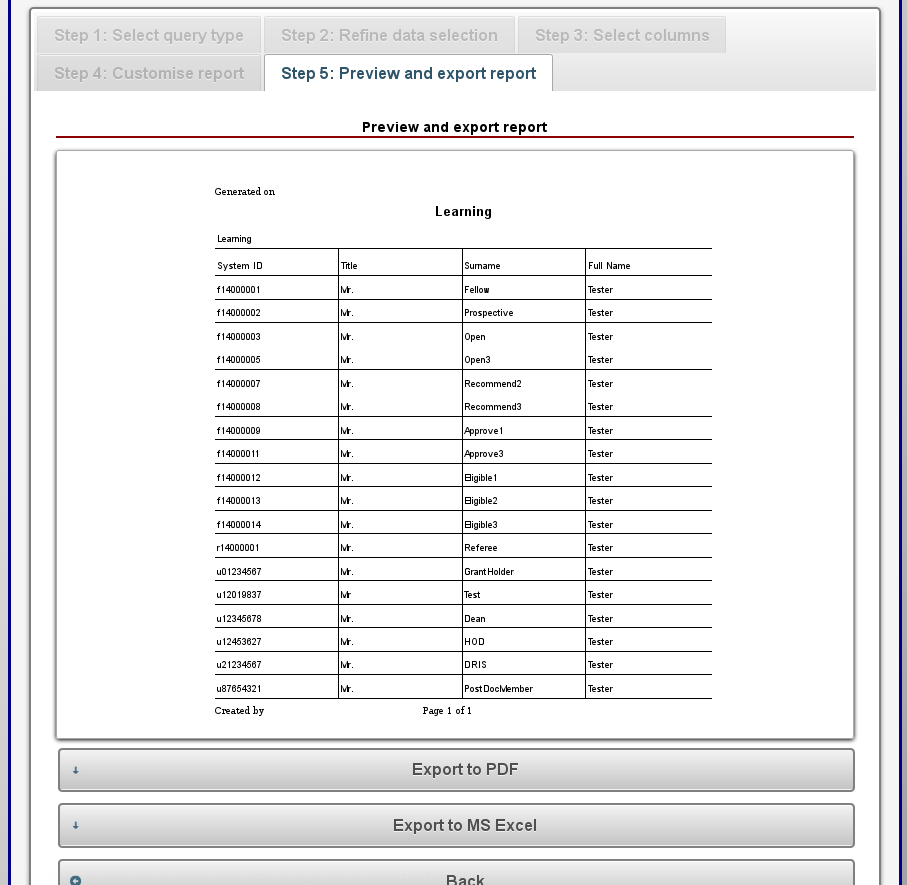 Step 1: Select query type Step 2: Refine data selection Step 3: Select columns
Step 4: Customise report Step 5: Preview and export report
Preview and export report
Generated on
Learning
Learning
System ID Title Surname Full Name
f14000001 Mr. Fellow Tester
f14000002 Mr. Prospective Tester
f14000003 Mr. Open Tester
f14000005 Mr. Open3 Tester
f14000007 Mr. Recommend2 Tester
f14000008 Mr. Recommend3 Tester
f14000009 Mr. Approve1 Tester
f14000011 Mr. Approve3 Tester
f14000012 Mr. Eligible1 Tester
f14000013 Mr. Eligible2 Tester
f14000014 Mr. Eligible3 Tester
r14000001 Mr. Referee Tester
u01234567 Mr. GrantHolder Tester
u12019837 Mr Test Tester
u12345678 Mr. Dean Tester
u12453627 Mr. HOD Tester
u21234567 Mr. DRIS Tester
u87654321 Mr. PostDocMember Tester
Created by Page 1 of 1
Export to PDF
Export to MS Excel
Back